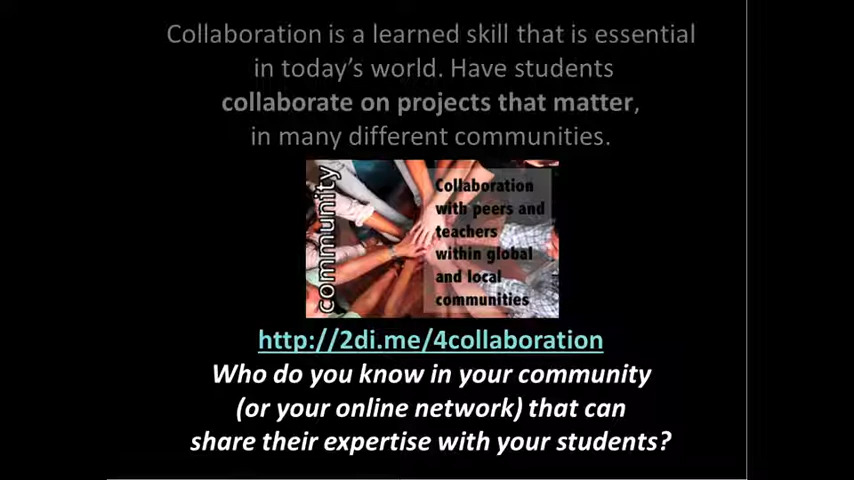 Collaboration is a learned skill that is essential
in today's world. Have students
collaborate on projects that matter,
in many different communities.
community
Collaboration
with peers and
teachers
within global
and local
communities
http://2di.me/4collaboration
Who do you know in your community
(or your online network) that can
share their expertise with your students?